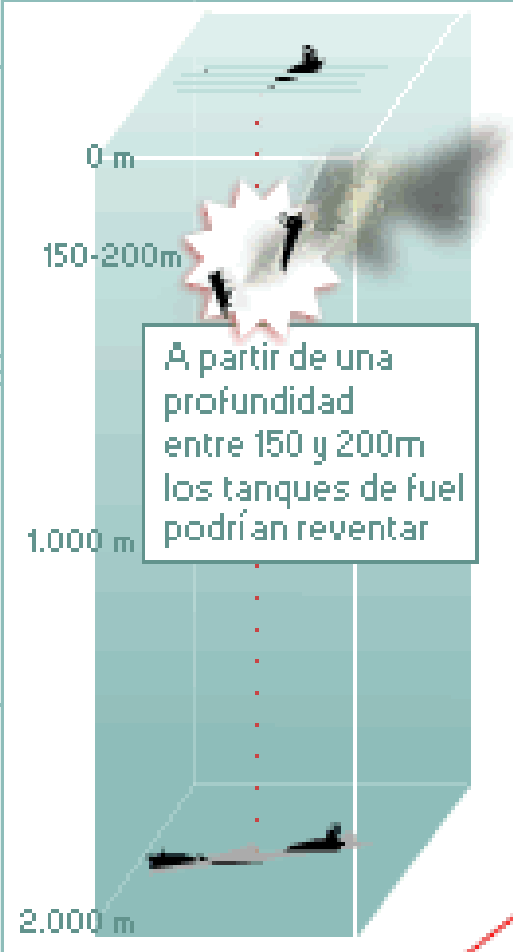 0 m
150-200m
A partir de una
profundidad
entre 150 y 200m
los tanques de fuel
podrían reventar
1.000 m
2.000 m